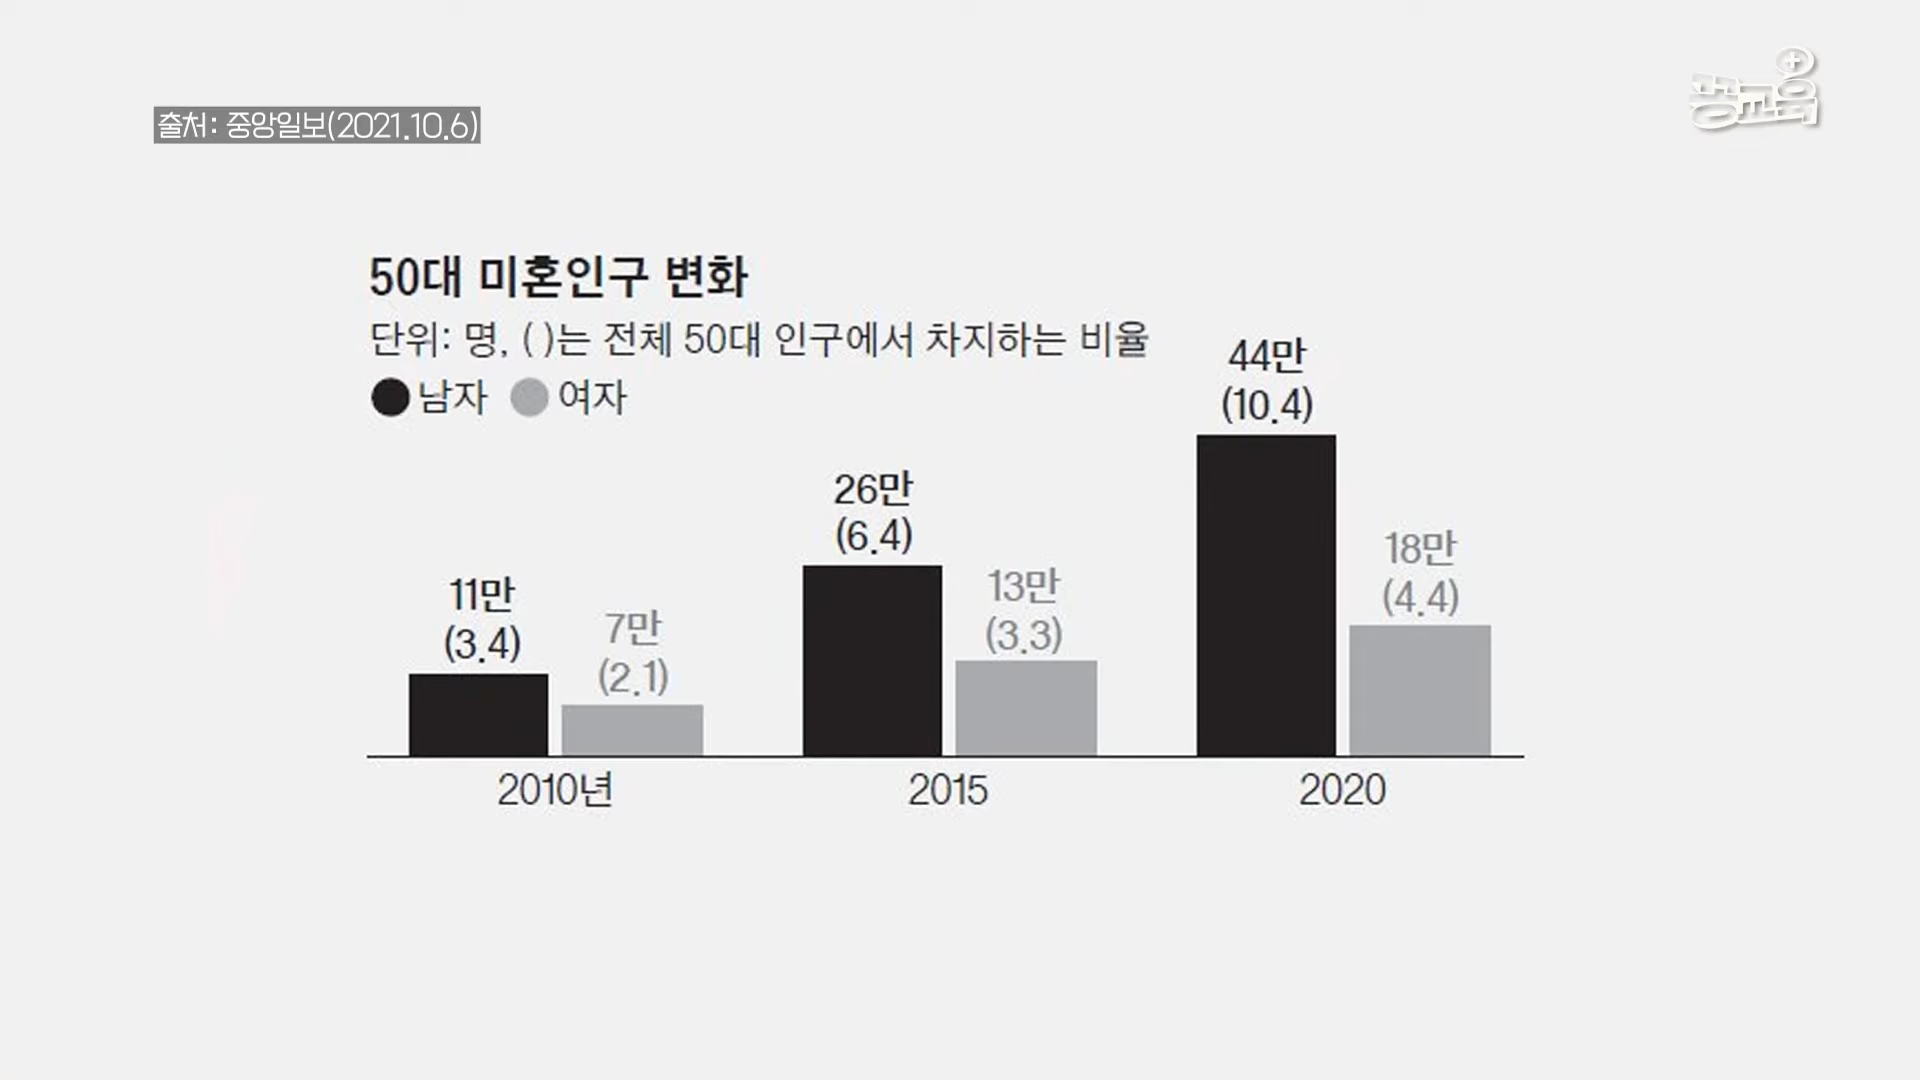 출처: 중앙일보(2021.10.6)
꿍교육
50대 미혼인구 변화
단위: 명, ( )는 전체 50대 인구에서 차지하는 비율
남자 여자
11만
(3.4)
7만
(2.1)
26만
(6.4)
13만
(3.3)
44만
(10.4)
18만
(4.4)
2010년 2015 2020